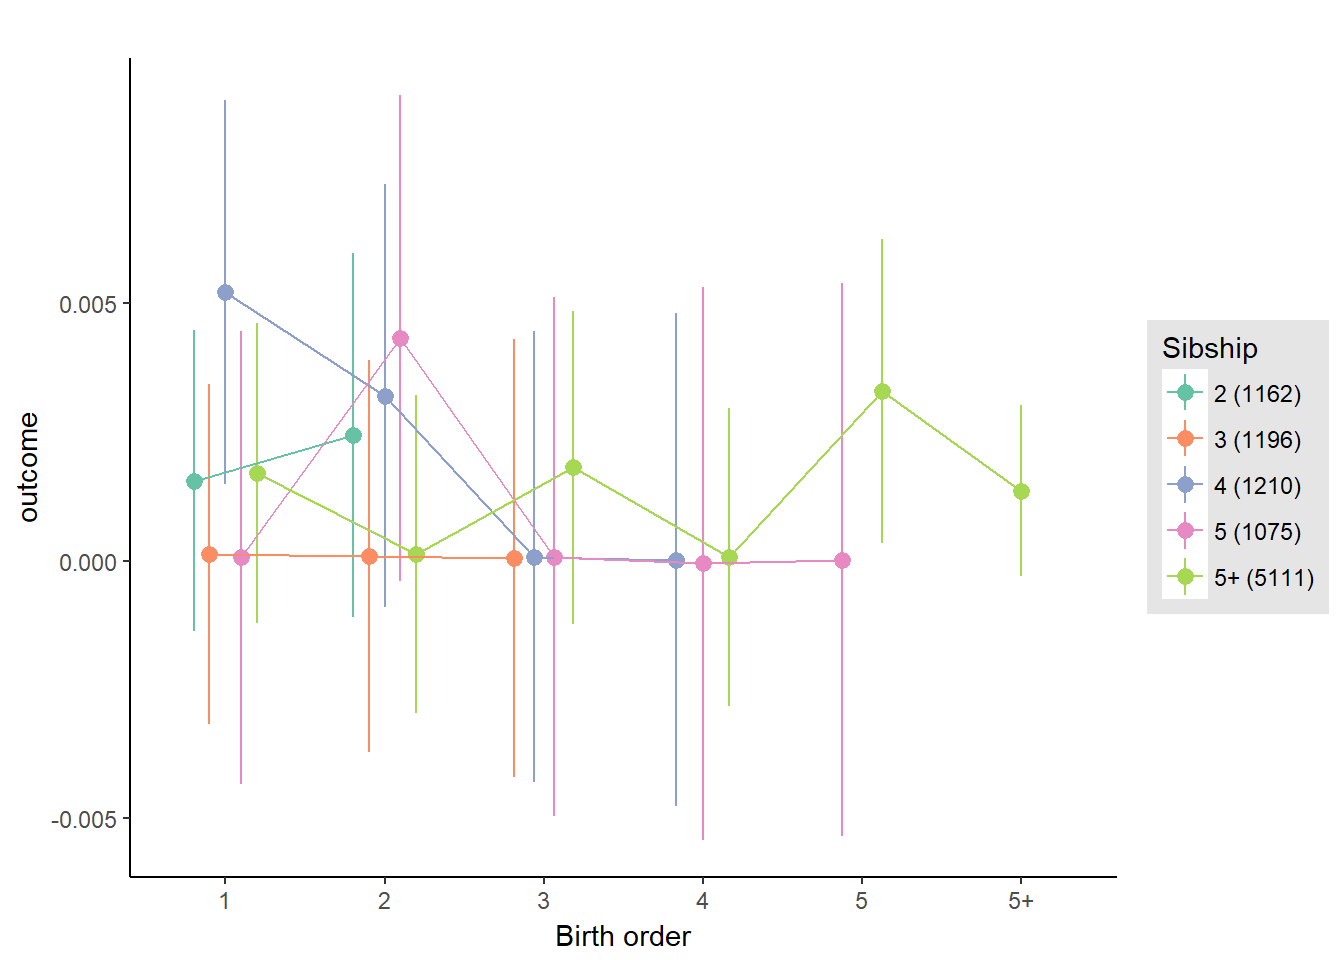 outcome
0.005
0.000
-0.005
1 2 3 4 5 5+
Birth order
Sibship
2 (1162)
3 (1196)
4 (1210)
5 (1075)
5+ (5111)